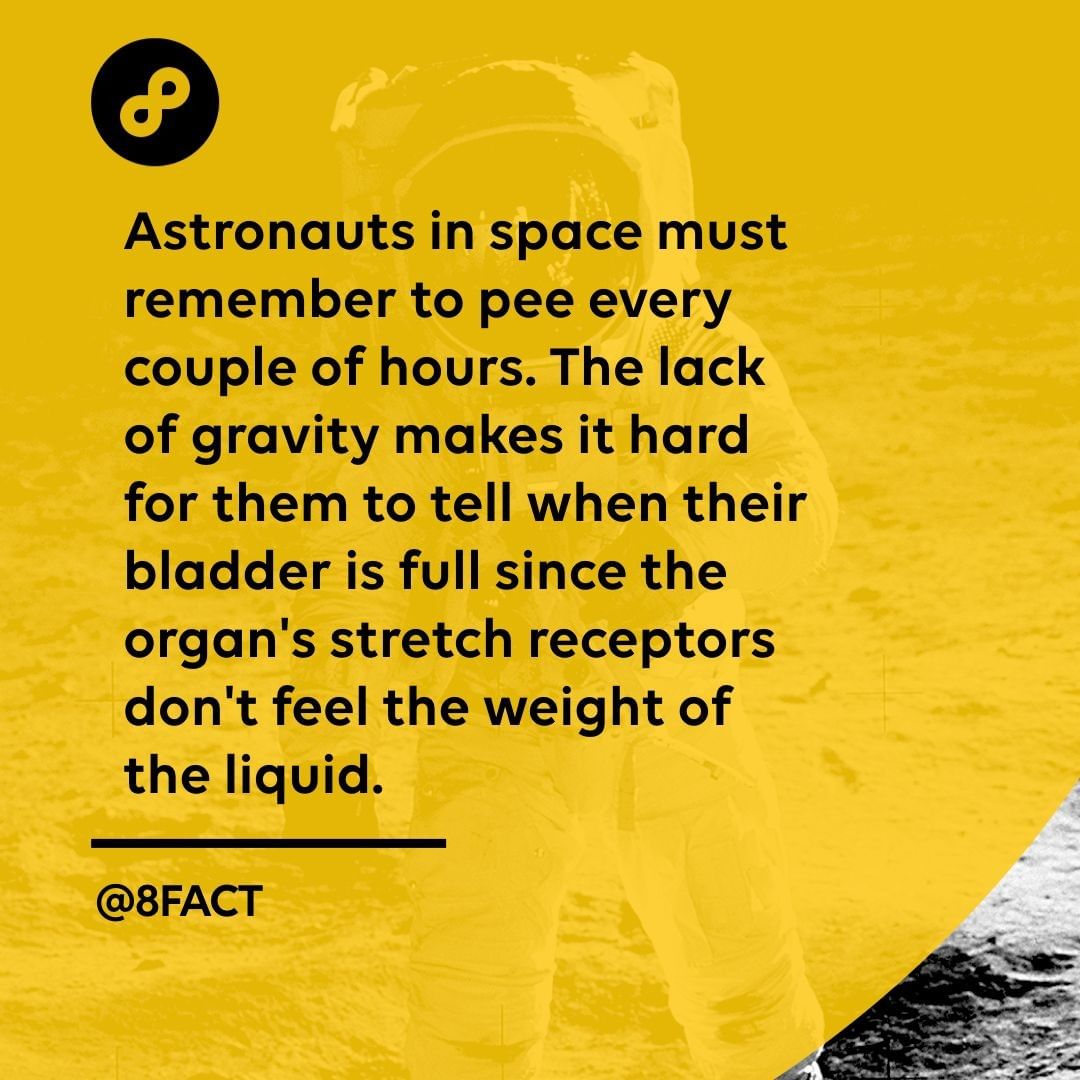 Astronauts in space must
remember to pee every
couple of hours. The lack
of gravity makes it hard
for them to tell when their
bladder is full since the
organ's stretch receptors
don't feel the weight of
the liquid.
@8FACT